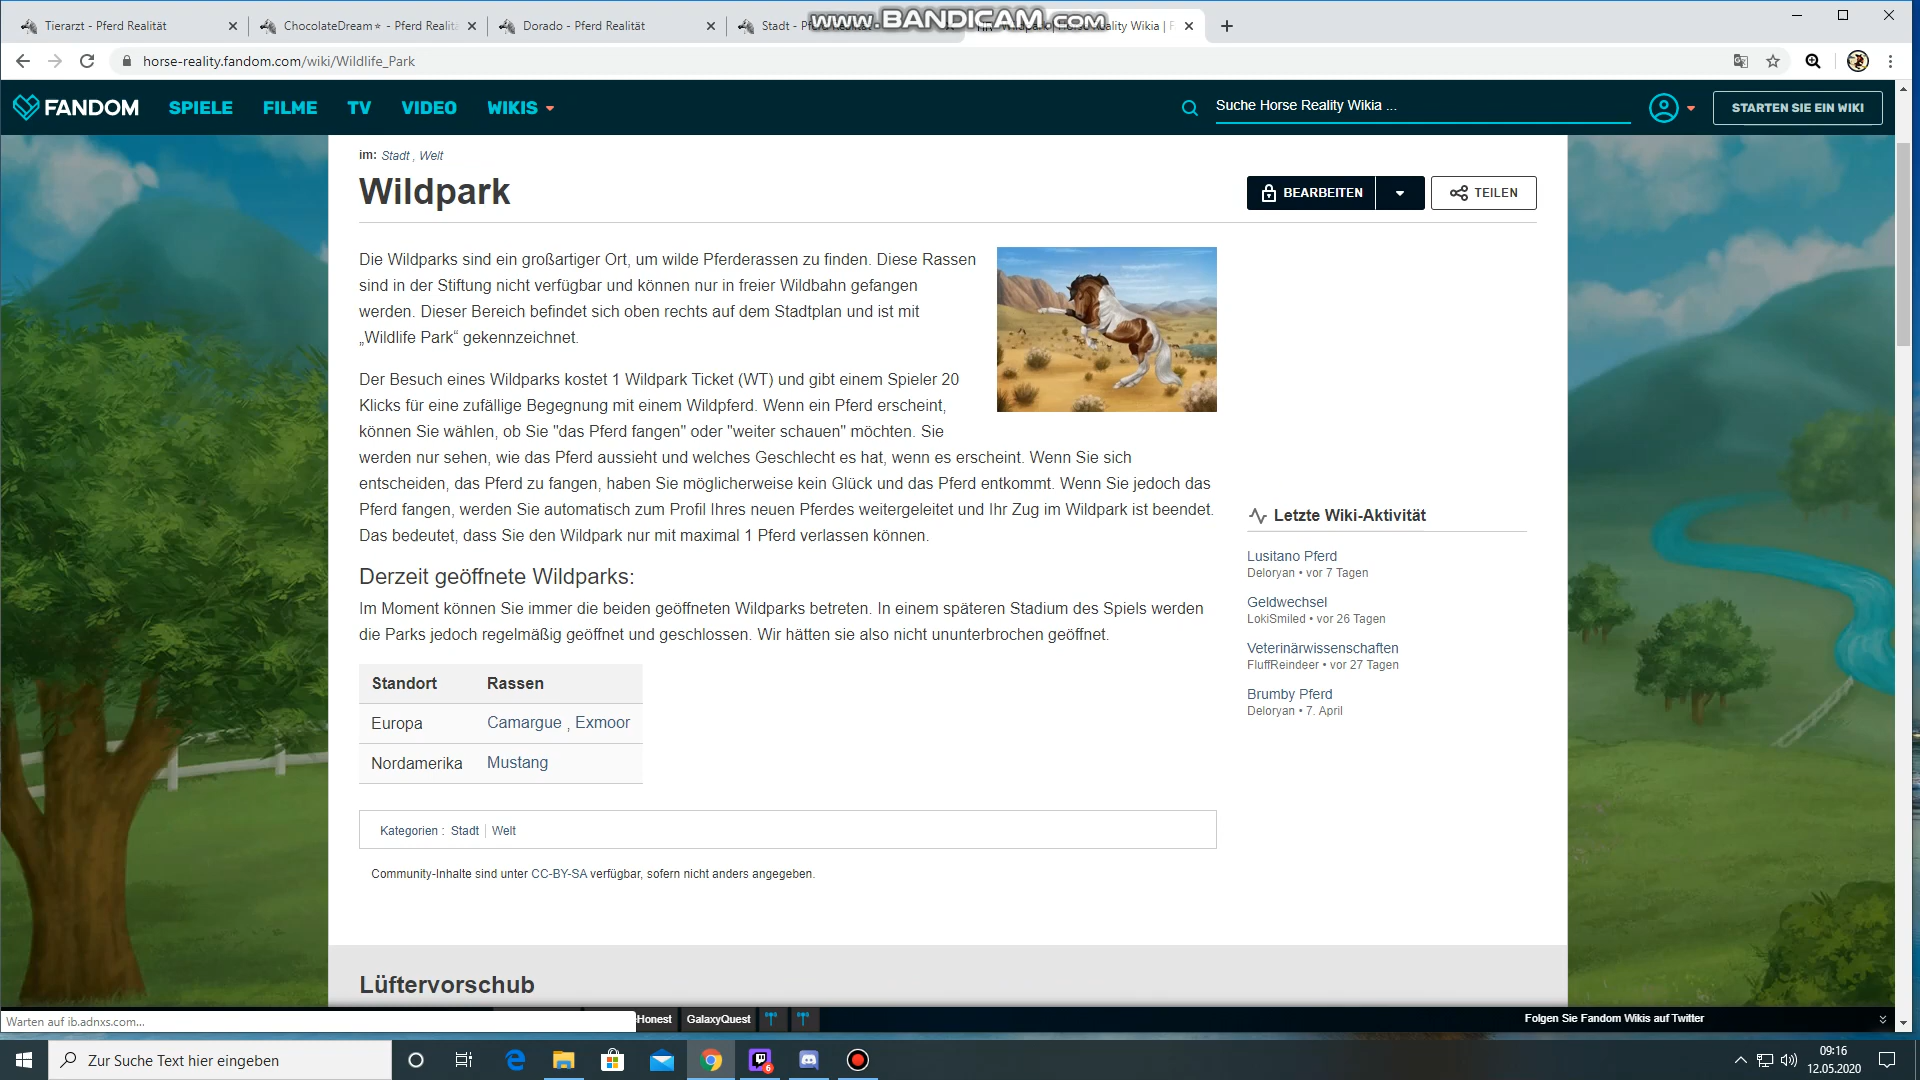 www.BANDICAM.com
Tierarzt - Pferd Realität
ChocolateDream☆ - Pferd Realitä
Dorado - Pferd Realität
Stadt -
horse-reality.fandom.com/wiki/Wildlife_Park
FANDOM
SPIELE
FILME
TV
VIDEO
WIKIS
Suche Horse Reality Wikia ...
STARTEN SIE EIN WIKI
im: Stadt , Welt
Wildpark
BEARBEITEN
TEILEN
Die Wildparks sind ein großartiger Ort, um wilde Pferderassen zu finden. Diese Rassen
sind in der Stiftung nicht verfügbar und können nur in freier Wildbahn gefangen
werden. Dieser Bereich befindet sich oben rechts auf dem Stadtplan und ist mit
„Wildlife Park“ gekennzeichnet.
Der Besuch eines Wildparks kostet 1 Wildpark Ticket (WT) und gibt einem Spieler 20
Klicks für eine zufällige Begegnung mit einem Wildpferd. Wenn ein Pferd erscheint,
können Sie wählen, ob Sie "das Pferd fangen" oder "weiter schauen" möchten. Sie
werden nur sehen, wie das Pferd aussieht und welches Geschlecht es hat, wenn es erscheint. Wenn Sie sich
entscheiden, das Pferd zu fangen, haben Sie möglicherweise kein Glück und das Pferd entkommt. Wenn Sie jedoch das
Pferd fangen, werden Sie automatisch zum Profil Ihres neuen Pferdes weitergeleitet und Ihr Zug im Wildpark ist beendet.
Das bedeutet, dass Sie den Wildpark nur mit maximal 1 Pferd verlassen können.
Derzeit geöffnete Wildparks:
Im Moment können Sie immer die beiden geöffneten Wildparks betreten. In einem späteren Stadium des Spiels werden
die Parks jedoch regelmäßig geöffnet und geschlossen. Wir hätten sie also nicht ununterbrochen geöffnet.
Standort Rassen
Europa Camargue , Exmoor
Nordamerika Mustang
Kategorien : Stadt Welt
Community-Inhalte sind unter CC-BY-SA verfügbar, sofern nicht anders angegeben.
Letzte Wiki-Aktivität
Lusitano Pferd
Deloryan • vor 7 Tagen
Geldwechsel
LokiSmiled • vor 26 Tagen
Veterinärwissenschaften
FluffReindeer • vor 27 Tagen
Brumby Pferd
Deloryan • 7. April
Lüftervorschub
Warten auf ib.adnxs.com...
Honest
GalaxyQuest
Folgen Sie Fandom Wikis auf Twitter
Zur Suche Text hier eingeben
6
09:16
12.05.2020